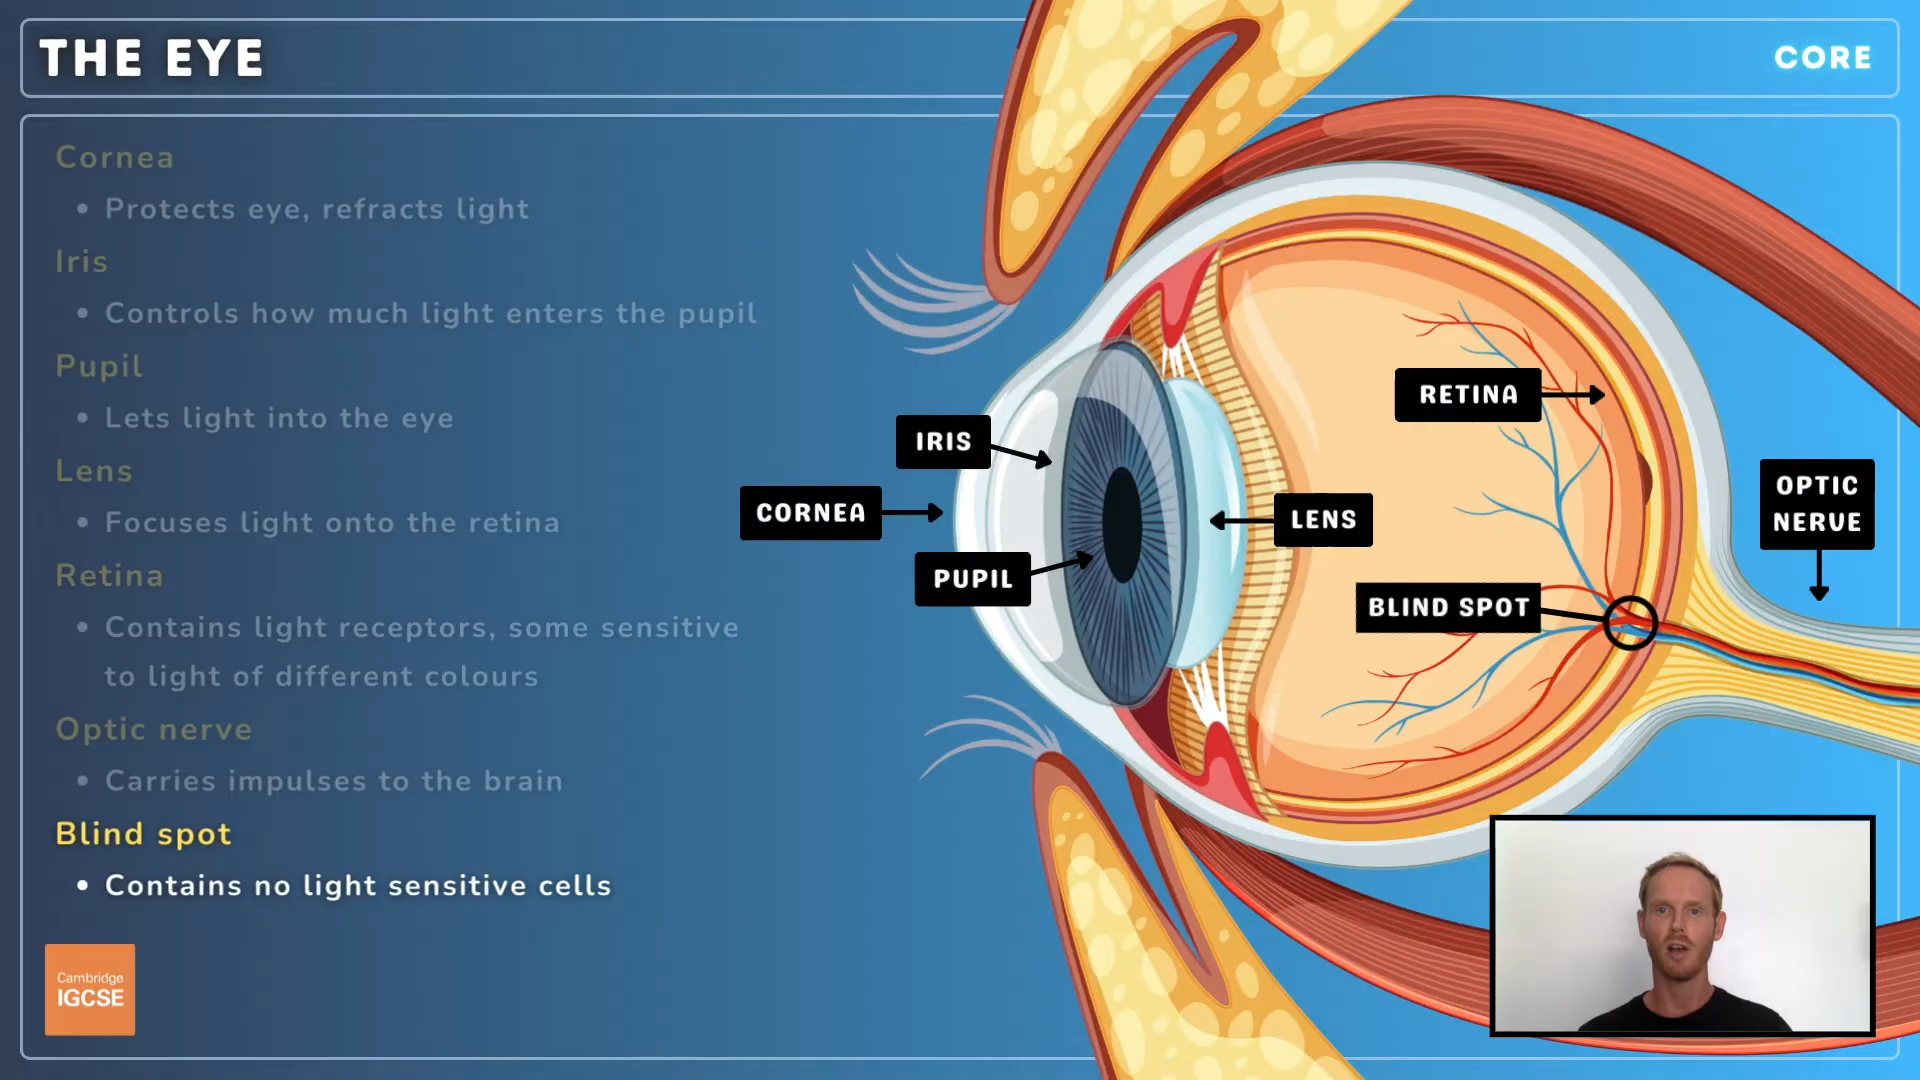 THE EYE
CORE
Cornea
• Protects eye, refracts light
Iris
• Controls how much light enters the pupil
Pupil
• Lets light into the eye
Lens
• Focuses light onto the retina
Retina
• Contains light receptors, some sensitive
to light of different colours
Optic nerve
• Carries impulses to the brain
Blind spot
• Contains no light sensitive cells
Cambridge
IGCSE
IRIS
CORNEA
PUPIL
LENS
RETINA
BLIND SPOT
OPTIC
NERVE